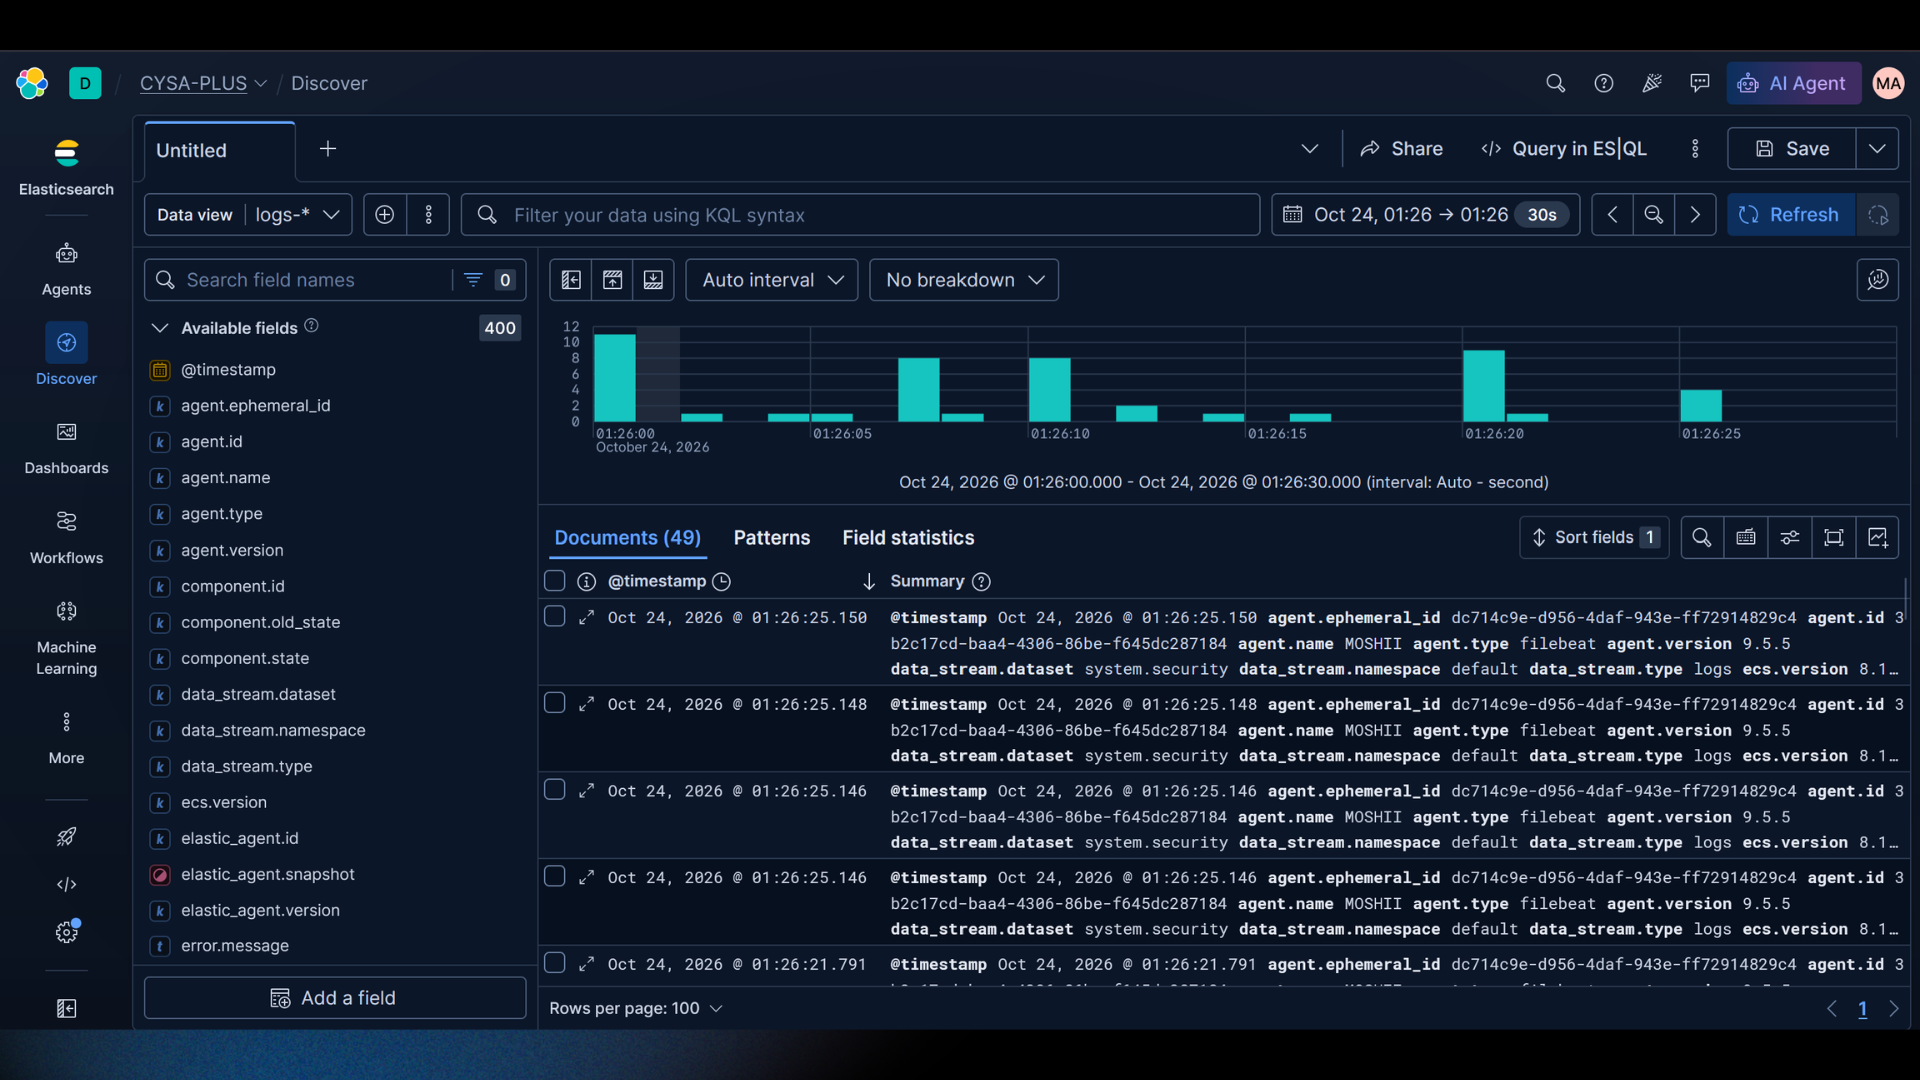 D / CYSA-PLUS / Discover
AI Agent
MA
Untitled
Share
Query in ES|QL
Save
Elasticsearch
Agents
Discover
Dashboards
Workflows
Machine
Learning
More
Data view logs-*
Filter your data using KQL syntax
Oct 24, 01:26 → 01:26 30s
Refresh
Search field names
0
Available fields
400
@timestamp
k agent.ephemeral_id
k agent.id
k agent.name
k agent.type
k agent.version
k component.id
k component.old_state
k component.state
k data_stream.dataset
k data_stream.namespace
k data_stream.type
k ecs.version
k elastic_agent.id
elastic_agent.snapshot
k elastic_agent.version
t error.message
Add a field
Auto interval
No breakdown
12
10
8
6
4
2
0
01:26:00 01:26:05 01:26:10 01:26:15 01:26:20 01:26:25
October 24, 2026
Oct 24, 2026 @ 01:26:00.000 - Oct 24, 2026 @ 01:26:30.000 (interval: Auto - second)
Documents (49) Patterns Field statistics
Sort fields 1
@timestamp Summary
Oct 24, 2026 @ 01:26:25.150 @timestamp Oct 24, 2026 @ 01:26:25.150 agent.ephemeral_id dc714c9e-d956-4daf-943e-ff72914829c4 agent.id 3
b2c17cd-baa4-4306-86be-f645dc287184 agent.name MOSHII agent.type filebeat agent.version 9.5.5
data_stream.dataset system.security data_stream.namespace default data_stream.type logs ecs.version 8.1…
Oct 24, 2026 @ 01:26:25.148 @timestamp Oct 24, 2026 @ 01:26:25.148 agent.ephemeral_id dc714c9e-d956-4daf-943e-ff72914829c4 agent.id 3
b2c17cd-baa4-4306-86be-f645dc287184 agent.name MOSHII agent.type filebeat agent.version 9.5.5
data_stream.dataset system.security data_stream.namespace default data_stream.type logs ecs.version 8.1…
Oct 24, 2026 @ 01:26:25.146 @timestamp Oct 24, 2026 @ 01:26:25.146 agent.ephemeral_id dc714c9e-d956-4daf-943e-ff72914829c4 agent.id 3
b2c17cd-baa4-4306-86be-f645dc287184 agent.name MOSHII agent.type filebeat agent.version 9.5.5
data_stream.dataset system.security data_stream.namespace default data_stream.type logs ecs.version 8.1…
Oct 24, 2026 @ 01:26:25.146 @timestamp Oct 24, 2026 @ 01:26:25.146 agent.ephemeral_id dc714c9e-d956-4daf-943e-ff72914829c4 agent.id 3
b2c17cd-baa4-4306-86be-f645dc287184 agent.name MOSHII agent.type filebeat agent.version 9.5.5
data_stream.dataset system.security data_stream.namespace default data_stream.type logs ecs.version 8.1…
Oct 24, 2026 @ 01:26:21.791 @timestamp Oct 24, 2026 @ 01:26:21.791 agent.ephemeral_id dc714c9e-d956-4daf-943e-ff72914829c4 agent.id 3
Rows per page: 100
1